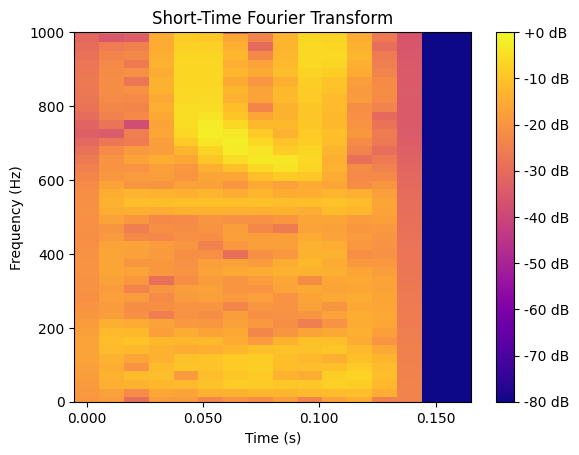 Short-Time Fourier Transform
1000
800
600
400
200
0
Frequency (Hz)
0.000
0.050
0.100
0.150
Time (s)
+0 dB
-10 dB
-20 dB
-30 dB
-40 dB
-50 dB
-60 dB
-70 dB
-80 dB